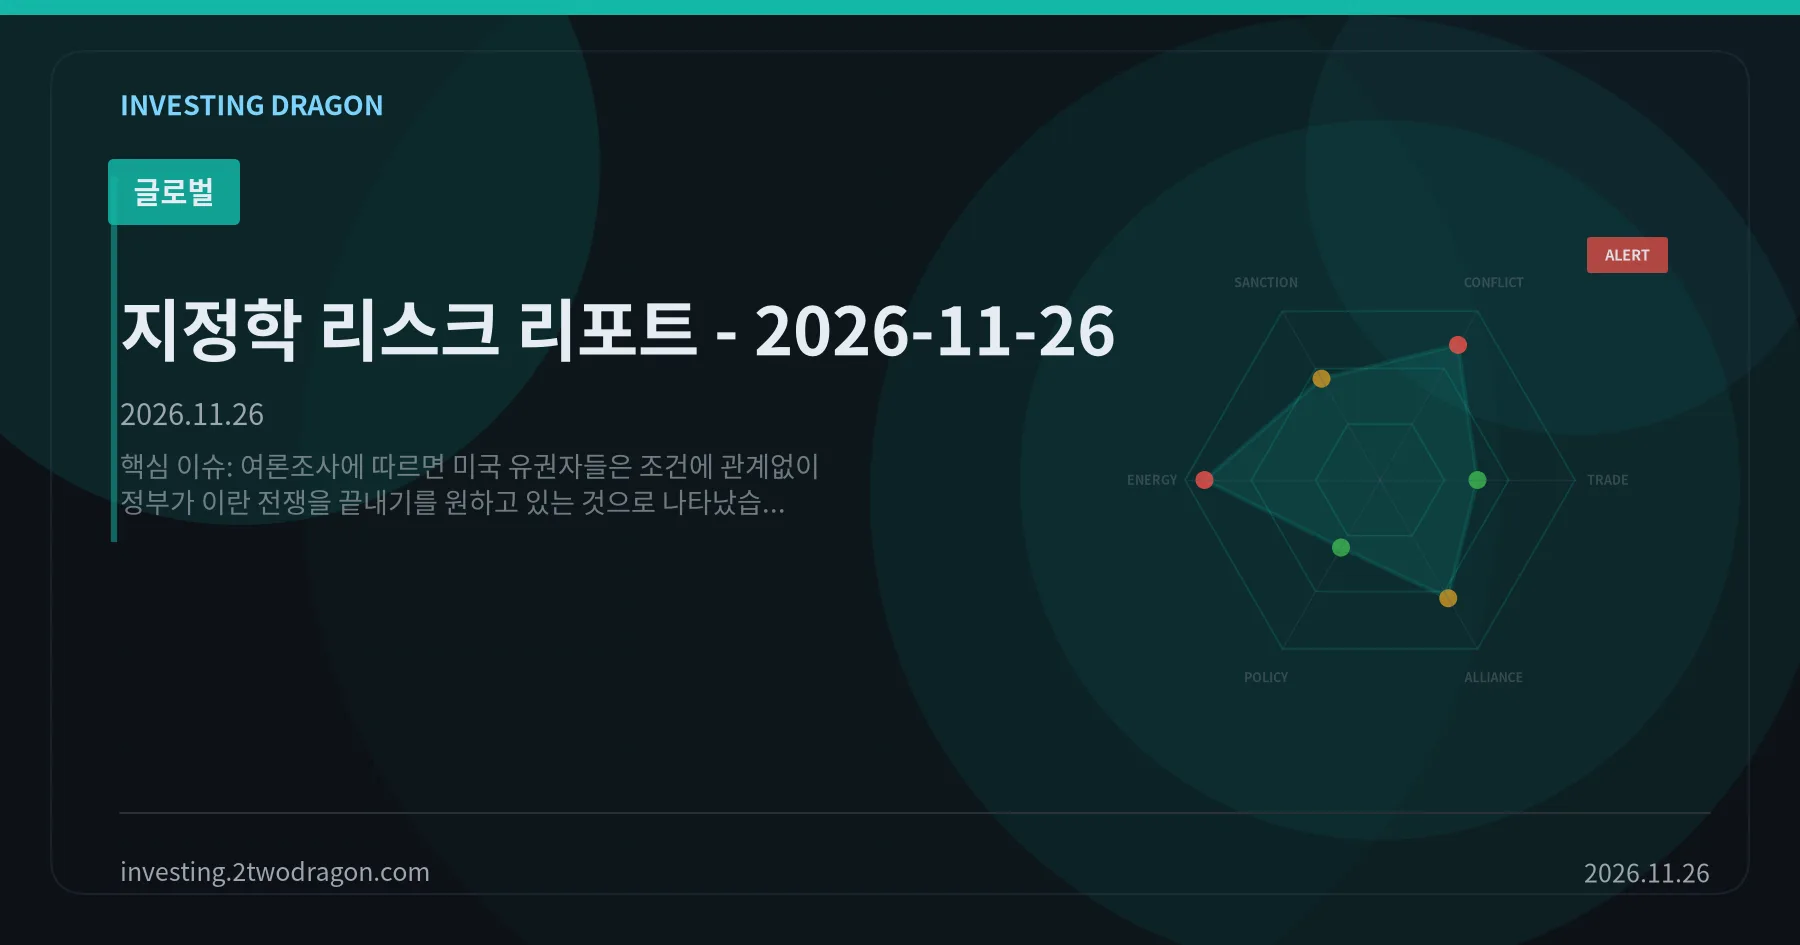 INVESTING DRAGON
글로벌
지정학 리스크 리포트 - 2026-11-26
2026.11.26
핵심 이슈: 여론조사에 따르면 미국 유권자들은 조건에 관계없이
정부가 이란 전쟁을 끝내기를 원하고 있는 것으로 나타났습...
ALERT
SANCTION
CONFLICT
ENERGY
TRADE
POLICY
ALLIANCE
investing.2twodragon.com
2026.11.26